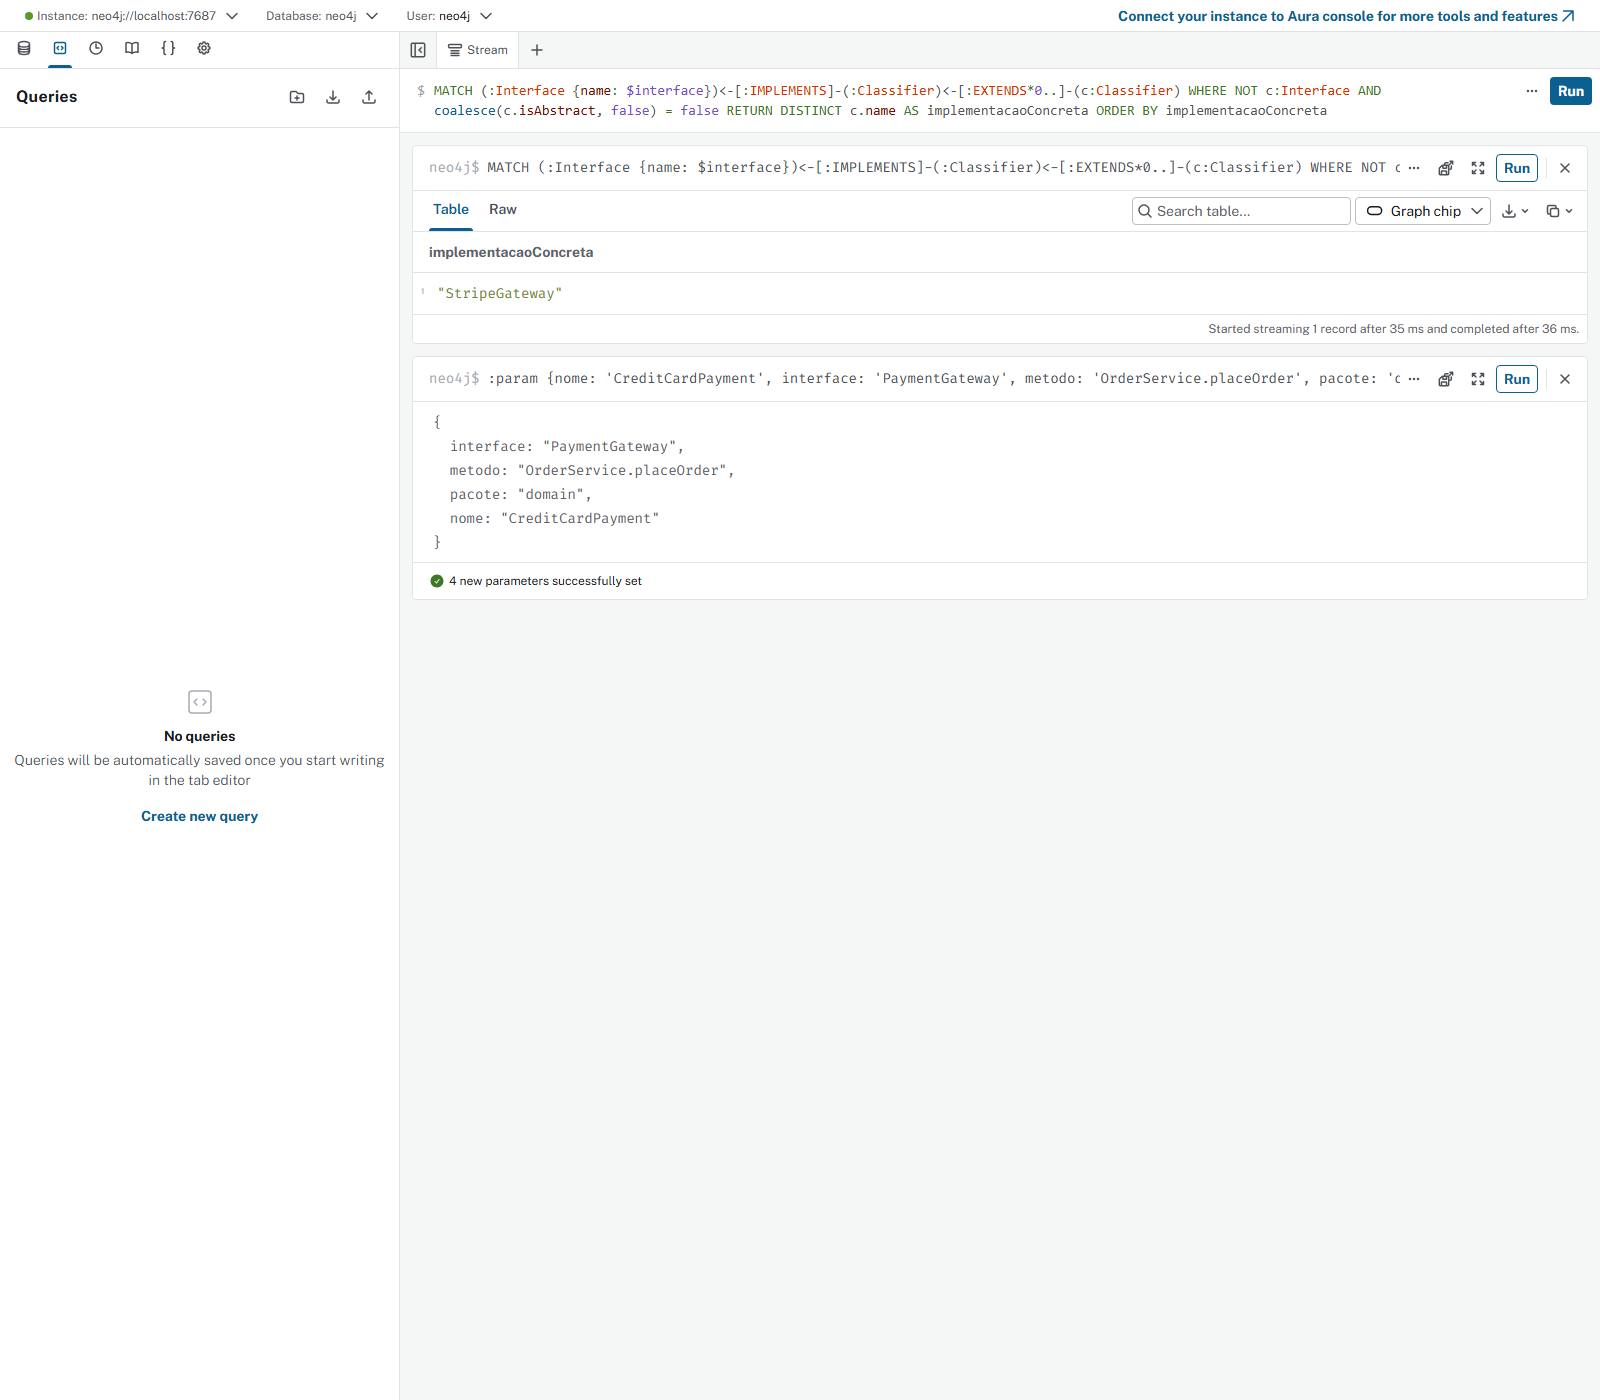 Instance: neo4j://localhost:7687 Database: neo4j User: neo4j Connect your instance to Aura console for more tools and features
Stream
Queries
$ MATCH (:Interface {name: $interface})<-[:IMPLEMENTS]-(:Classifier)<-[:EXTENDS*0..]-(c:Classifier) WHERE NOT c:Interface AND
coalesce(c.isAbstract, false) = false RETURN DISTINCT c.name AS implementacaoConcreta ORDER BY implementacaoConcreta
Run
neo4j$ MATCH (:Interface {name: $interface})<-[:IMPLEMENTS]-(:Classifier)<-[:EXTENDS*0..]-(c:Classifier) WHERE NOT c Run
Table Raw Search table... Graph chip
implementacaoConcreta
1 "StripeGateway"
Started streaming 1 record after 35 ms and completed after 36 ms.
neo4j$ :param {nome: 'CreditCardPayment', interface: 'PaymentGateway', metodo: 'OrderService.placeOrder', pacote: 'd Run
{
interface: "PaymentGateway",
metodo: "OrderService.placeOrder",
pacote: "domain",
nome: "CreditCardPayment"
}
4 new parameters successfully set
No queries
Queries will be automatically saved once you start writing
in the tab editor
Create new query